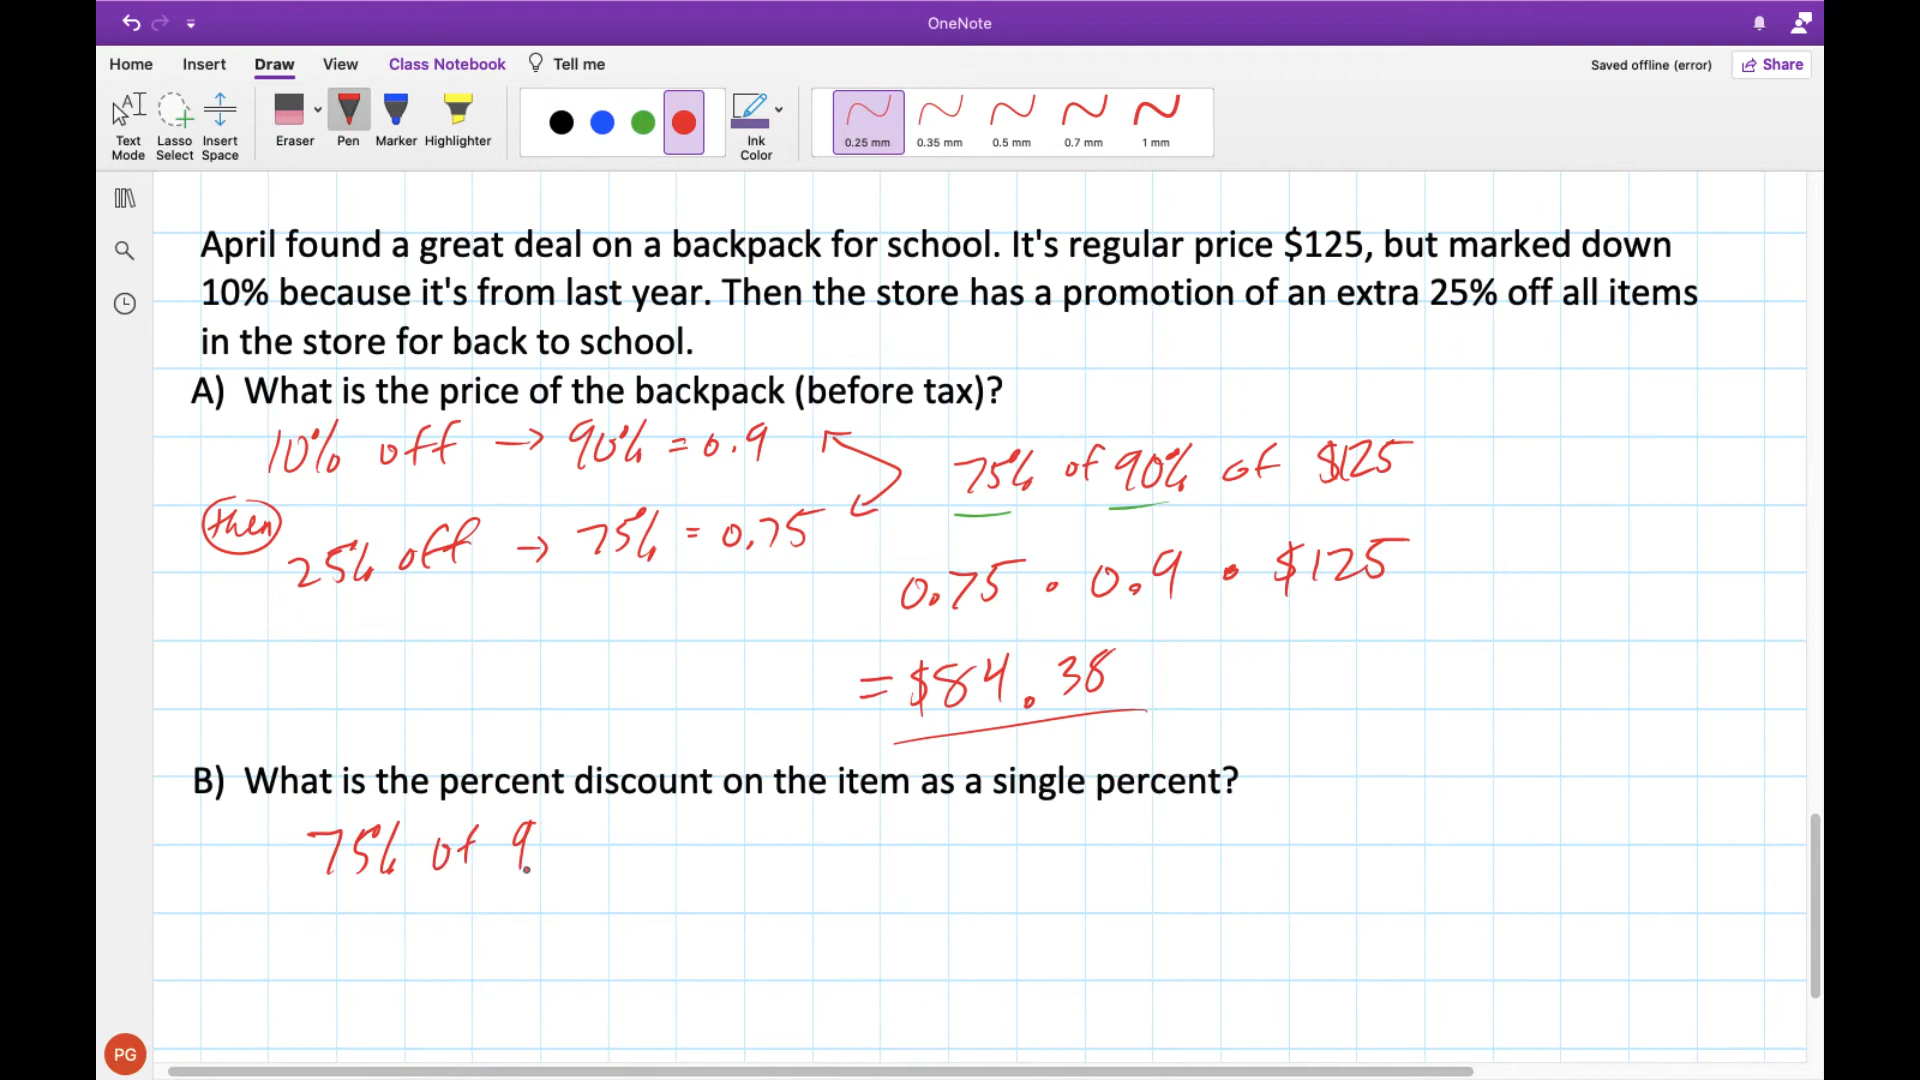 OneNote
Home Insert Draw View Class Notebook Tell me
Saved offline (error) Share
Text Mode
Lasso Select
Insert Space
Eraser
Pen
Marker
Highlighter
Ink Color
0.25 mm
0.35 mm
0.5 mm
0.7 mm
1 mm
April found a great deal on a backpack for school. It's regular price $125, but marked down
10% because it's from last year. Then the store has a promotion of an extra 25% off all items
in the store for back to school.
A) What is the price of the backpack (before tax)?
10% off → 90% = 0.9
then
25% off → 75% = 0.75
75% of 90% of $125
0.75 • 0.9 • $125
= $84.38
B) What is the percent discount on the item as a single percent?
75% of 9
PG